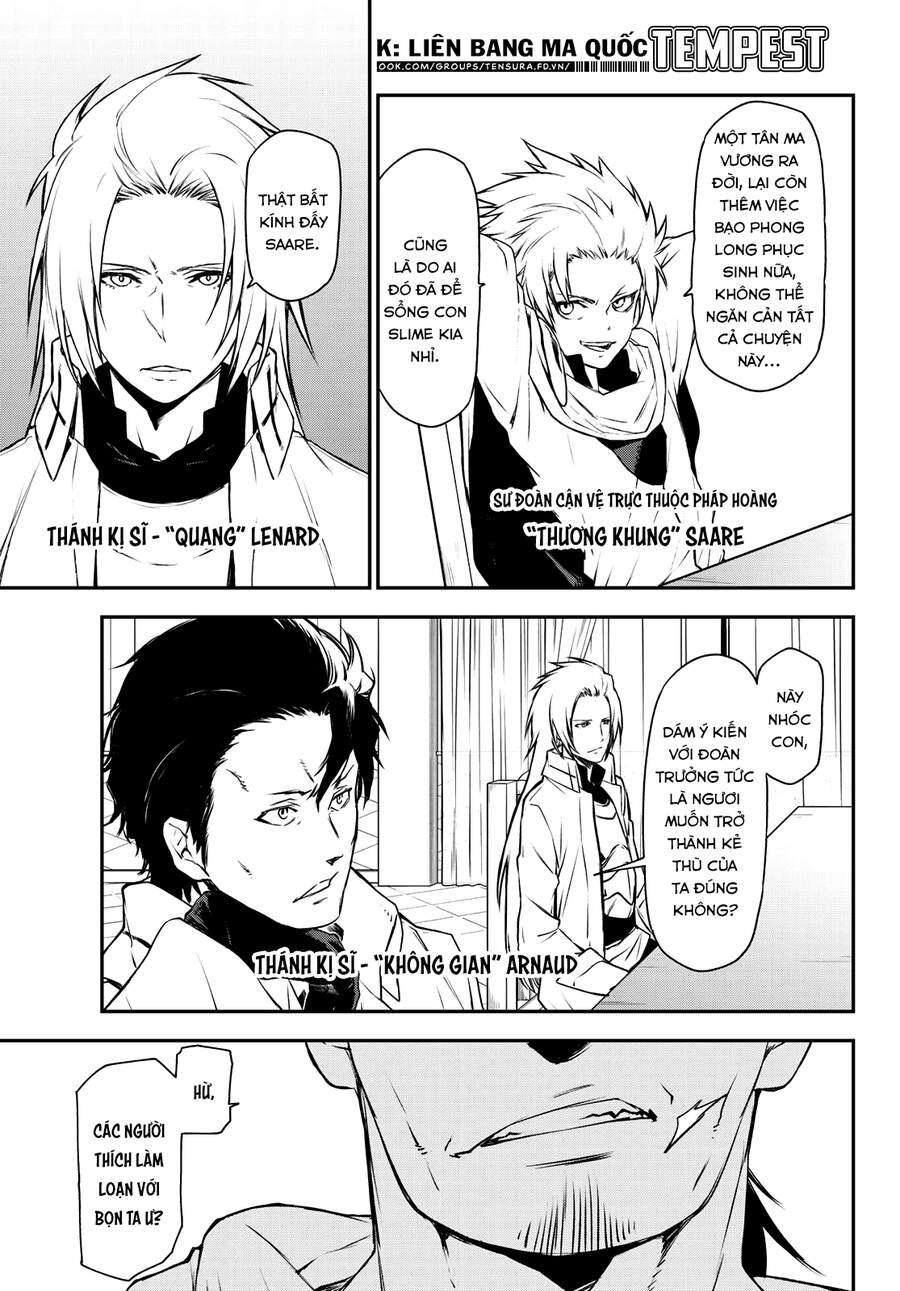 K: LIÊN BANG MA QUỐC TEMPEST
OOK.COM/GROUPS/TENSURA.FD.VN/
MỘT TÂN MA
VƯƠNG RA
ĐỜI, LẠI CÒN
THÊM VIỆC
BẠO PHONG
LONG PHỤC
SINH NỮA,
KHÔNG THỂ
NGĂN CẢN TẤT
CẢ CHUYỆN
NÀY...
CŨNG
LÀ DO AI
ĐÓ ĐÃ ĐỂ
SỔNG CON
SLIME KIA
NHỈ.
SƯ ĐOÀN CẬN VỆ TRỰC THUỘC PHÁP HOÀNG
“THƯƠNG KHUNG” SAARE
THẬT BẤT
KÍNH ĐẤY
SAARE.
THÁNH KỊ SĨ - “QUANG” LENARD
NÀY
NHÓC
CON,
DÁM Ý KIẾN
VỚI ĐOÀN
TRƯỞNG TỨC
LÀ NGƯƠI
MUỐN TRỞ
THÀNH KẺ
THÙ CỦA
TA ĐÚNG
KHÔNG?
THÁNH KỊ SĨ - “KHÔNG GIAN” ARNAUD
HỪ,
CÁC NGƯỜI
THÍCH LÀM
LOẠN VỚI
BỌN TA Ư?